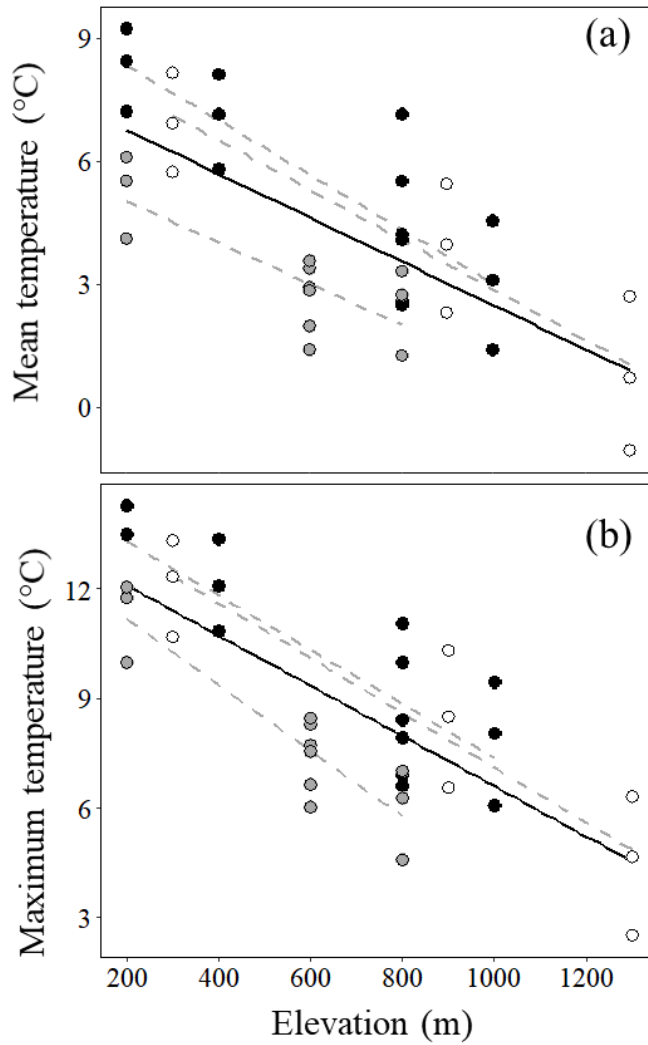 (a)
Mean temperature (°C)
9
6
3
0
(b)
Maximum temperature (°C)
12
9
6
3
200 400 600 800 1000 1200
Elevation (m)